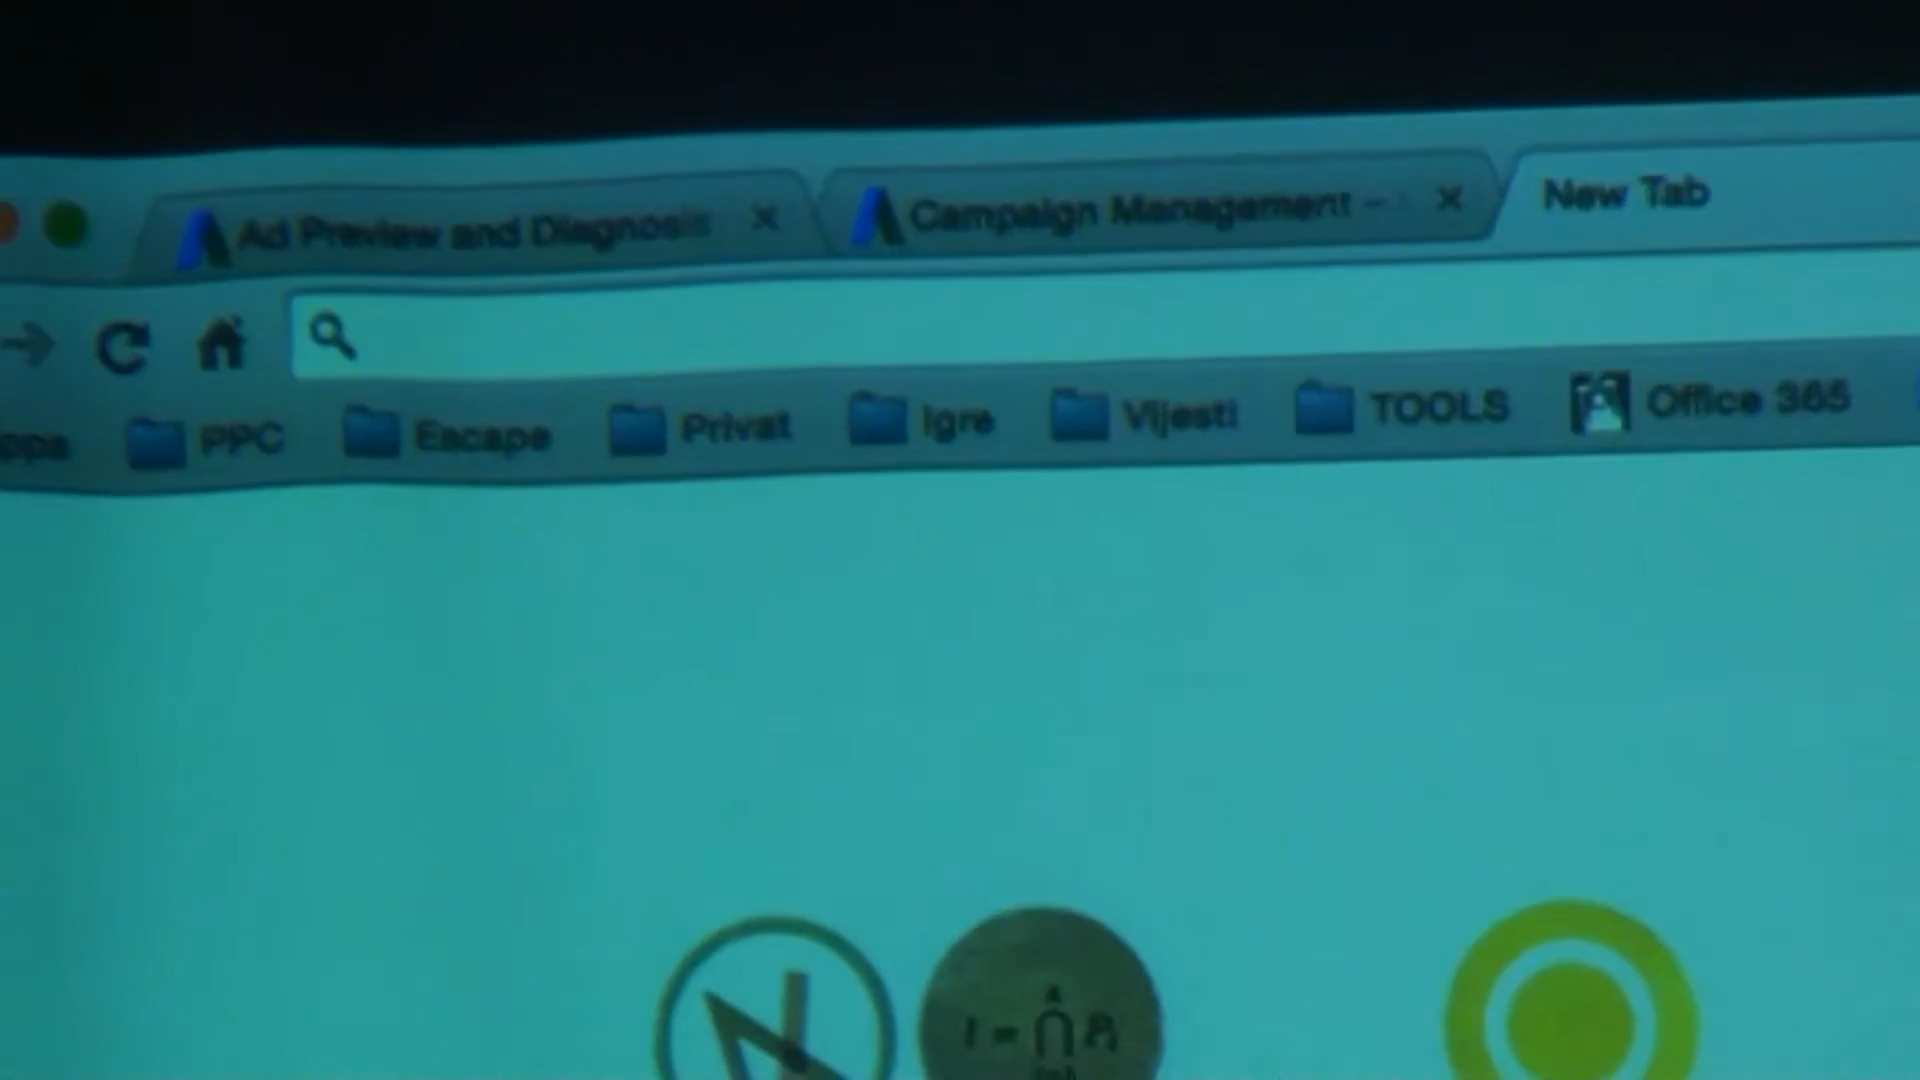 Ad Preview and Diagnosis
Campaign Management –
New Tab
PPC
Escape
Privat
Igre
Vijesti
TOOLS
Office 365